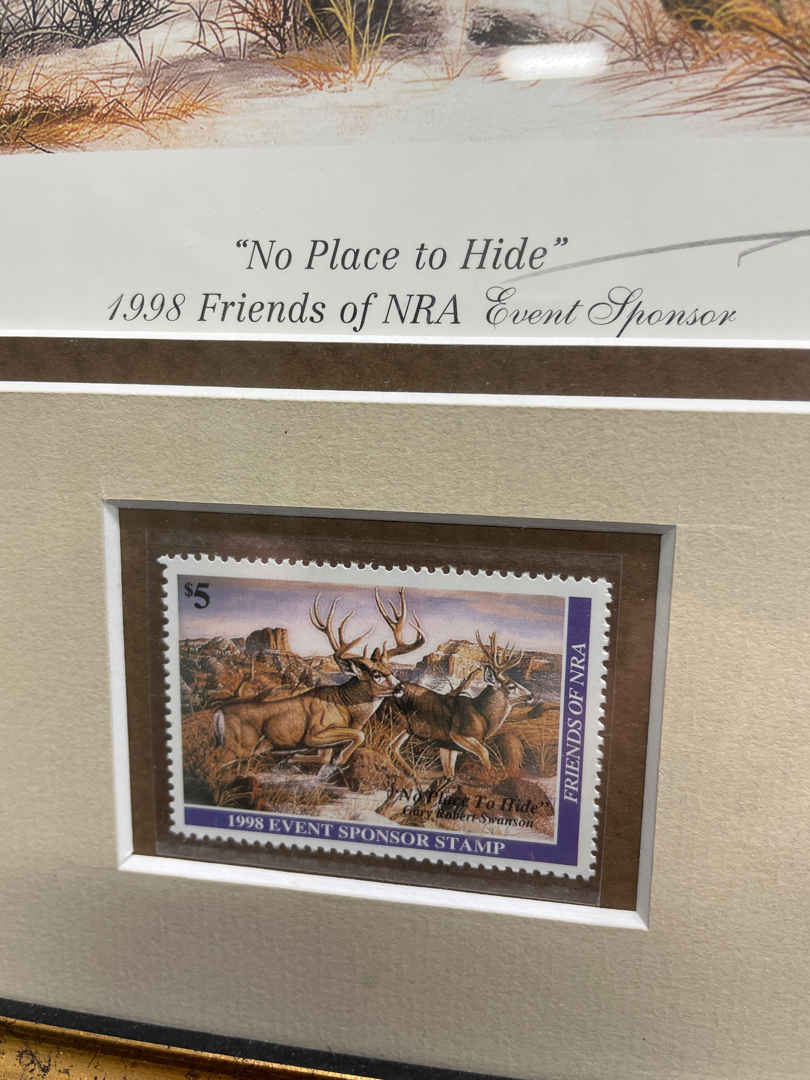 “No Place to Hide”
1998 Friends of NRA Event Sponsor
$5
FRIENDS OF NRA
"No Place To Hide"
Gary Robert Swanson
1998 EVENT SPONSOR STAMP